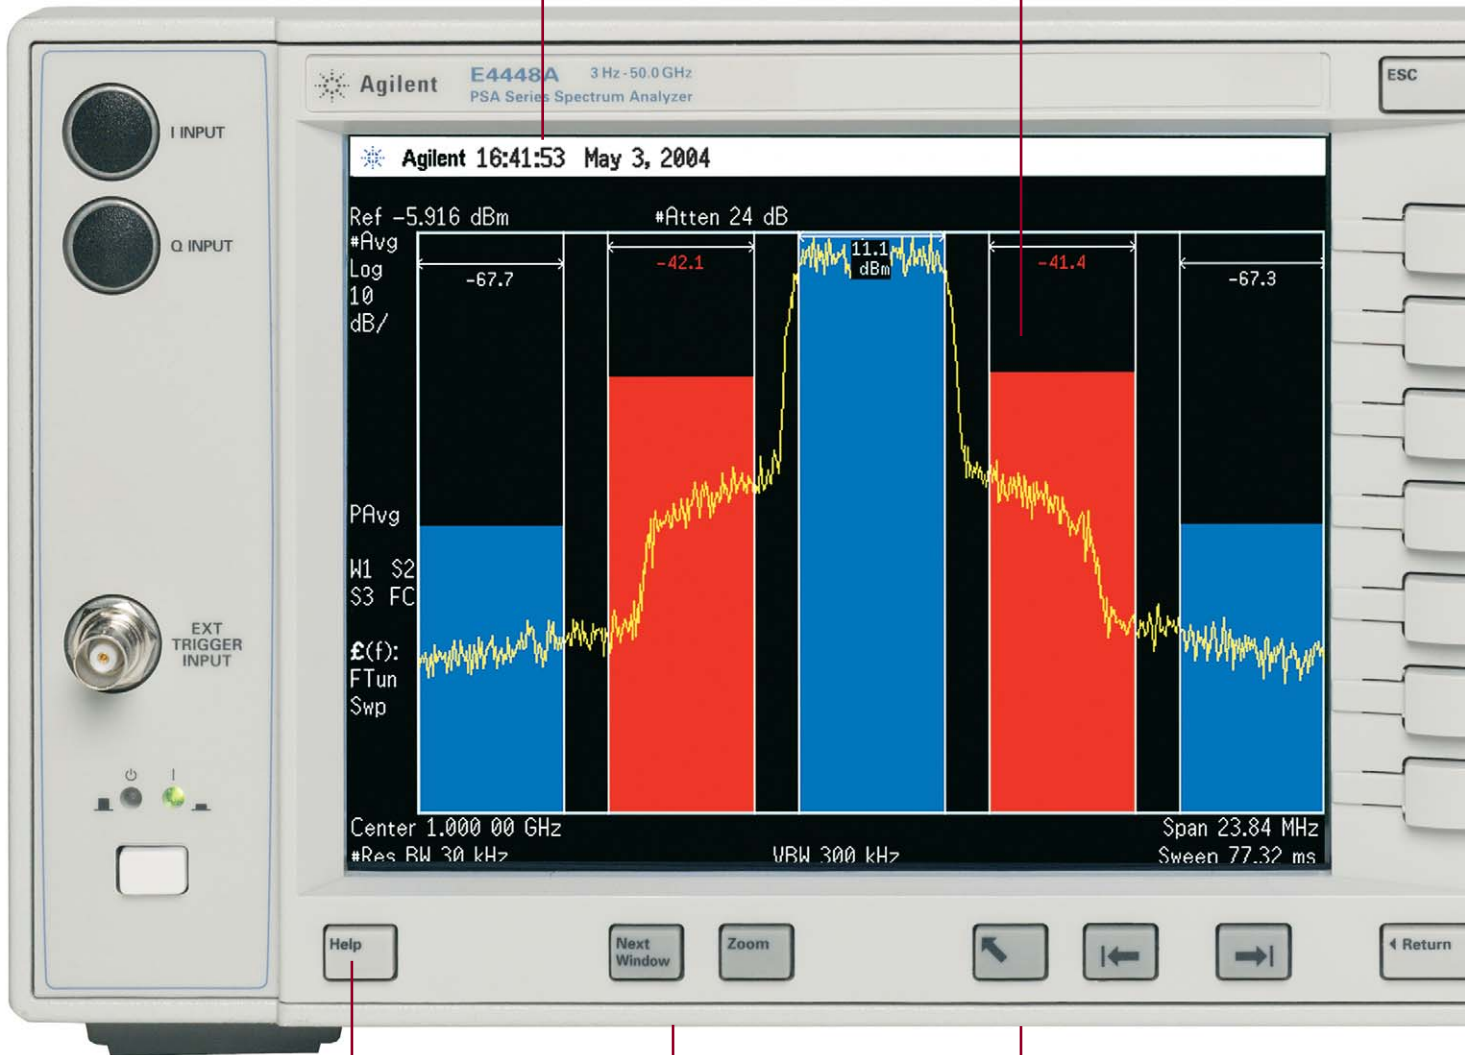 Agilent E4448A 3 Hz - 50.0 GHz
PSA Series Spectrum Analyzer
ESC
I INPUT
Q INPUT
EXT
TRIGGER
INPUT
Agilent 16:41:53 May 3, 2004
Ref -5.916 dBm #Atten 24 dB
#Avg
Log
10
dB/
-67.7
-42.1
11.1
dBm
-41.4
-67.3
PAvg
W1 S2
S3 FC
£(f):
FTun
Swp
Center 1.000 00 GHz Span 23.84 MHz
#Res BW 30 kHz VBW 300 kHz Sweep 77.32 ms
Help
Next
Window
Zoom
Return